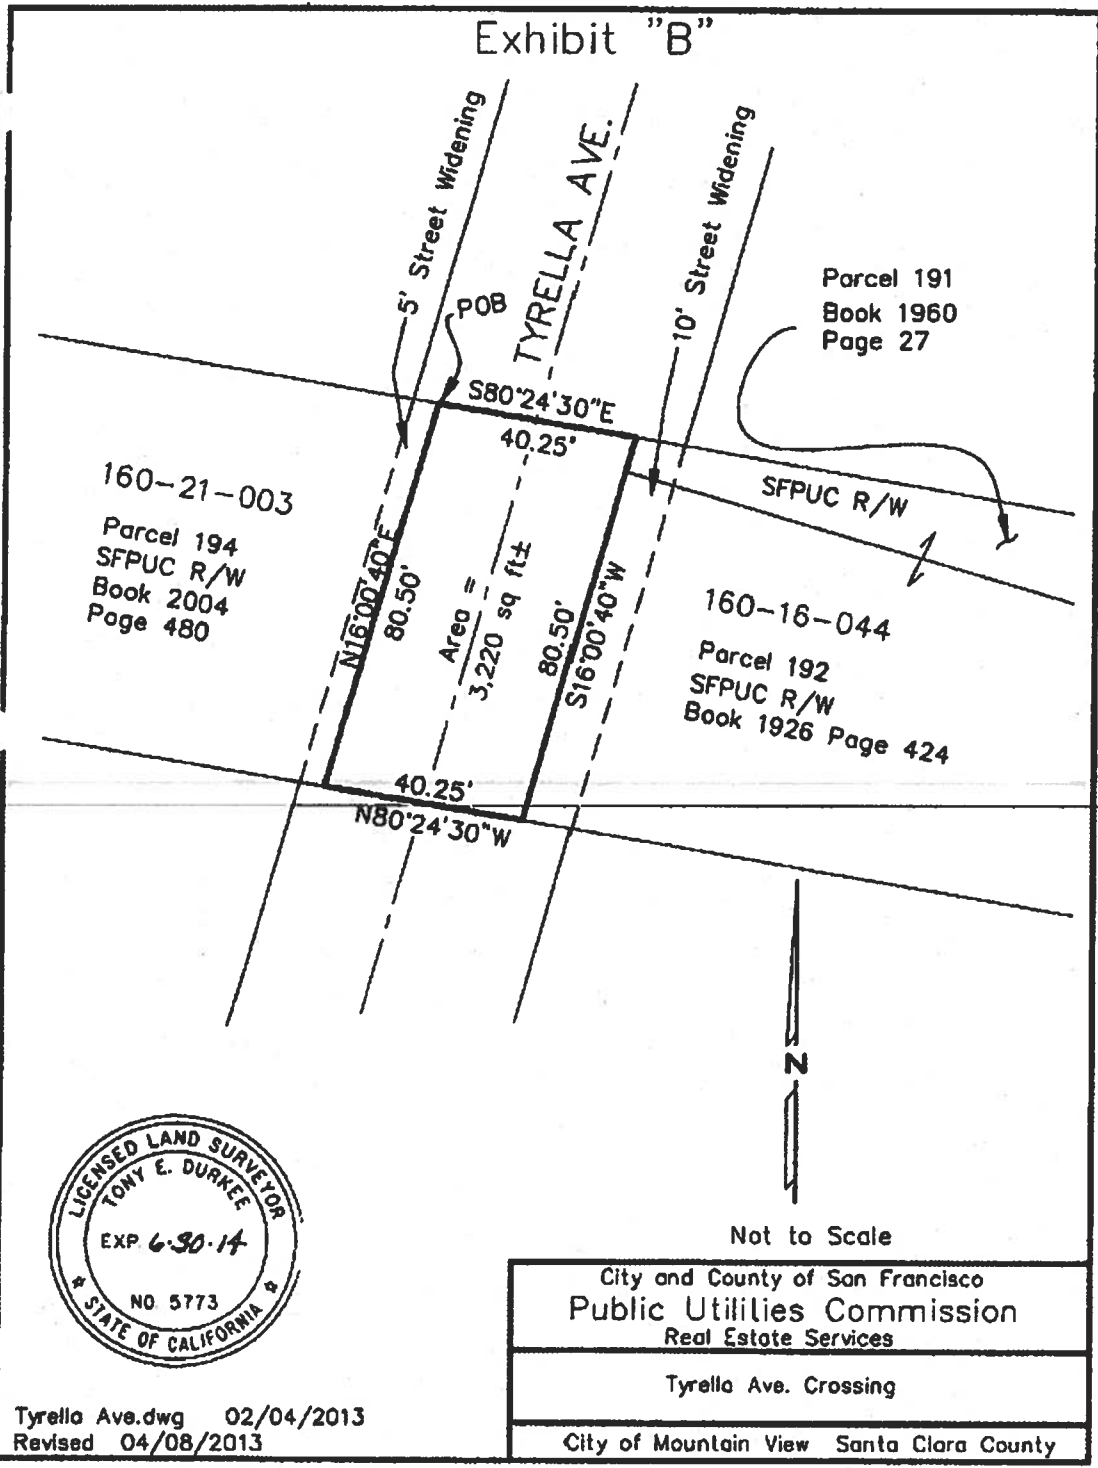 Exhibit "B"
5' Street Widening
TYRELLA AVE.
10' Street Widening
POB
Parcel 191
Book 1960
Page 27
S80°24'30"E
40.25'
SFPUC R/W
160-21-003
Parcel 194
SFPUC R/W
Book 2004
Page 480
N16°00'40"E
80.50'
Area =
3,220 sq ft±
80.50'
S16°00'40"W
160-16-044
Parcel 192
SFPUC R/W
Book 1926 Page 424
40.25'
N80°24'30"W
N
Not to Scale
LICENSED LAND SURVEYOR
TONY E. DURKEE
EXP. 6-30-14
NO. 5773
STATE OF CALIFORNIA
City and County of San Francisco
Public Utilities Commission
Real Estate Services
Tyrella Ave. Crossing
City of Mountain View Santa Clara County
Tyrella Ave.dwg 02/04/2013
Revised 04/08/2013